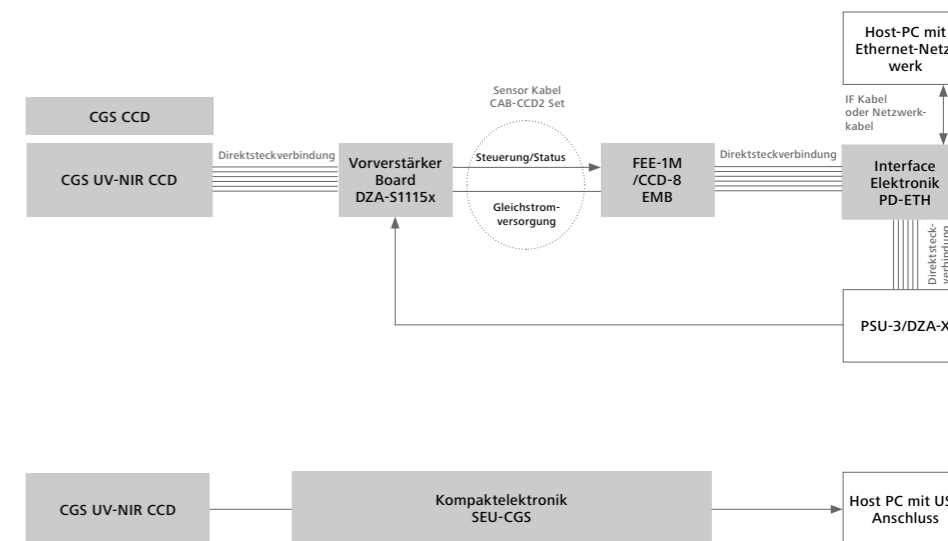 Host-PC mit
Ethernet-Netz
werk
Sensor Kabel
CAB-CCD2 Set
IF Kabel
oder Netzwerk-
kabel
CGS CCD
CGS UV-NIR CCD
Direktsteckverbindung
Vorverstärker
Board
DZA-S1115x
Steuerung/Status
Gleichstrom-
versorgung
FEE-1M
/CCD-8
EMB
Direktsteckverbindung
Interface
Elektronik
PD-ETH
Direktsteck-
verbindung
PSU-3/DZA-X
CGS UV-NIR CCD
Kompaktelektronik
SEU-CGS
Host PC mit
Anschluss